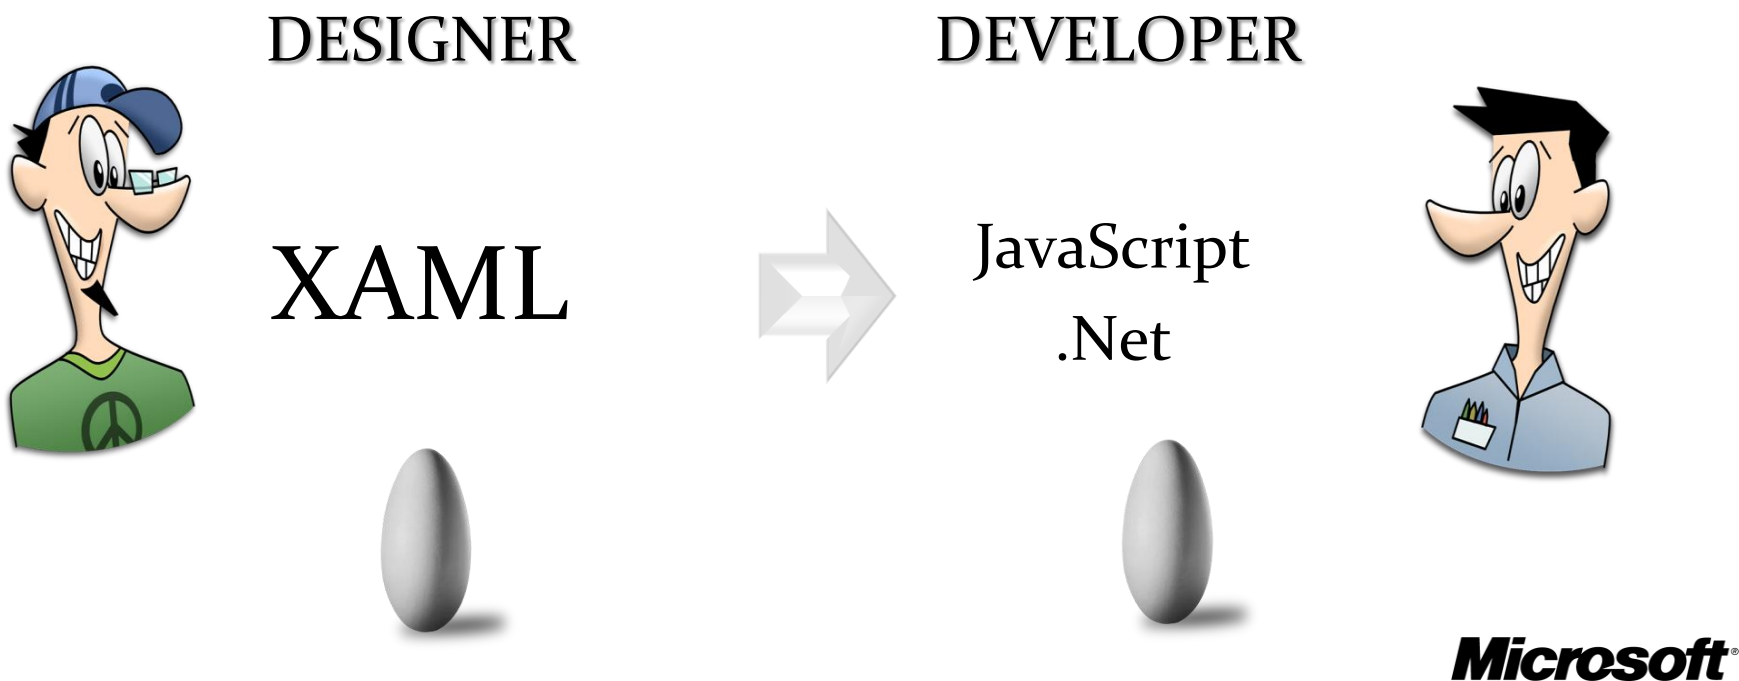 DESIGNER
DEVELOPER
XAML
JavaScript
.Net
Microsoft®